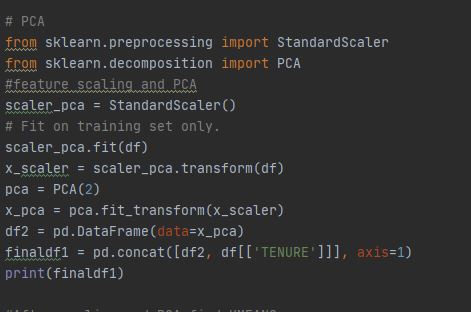 # PCA
from sklearn.preprocessing import StandardScaler
from sklearn.decomposition import PCA
#feature scaling and PCA
scaler_pca = StandardScaler()
# Fit on training set only.
scaler_pca.fit(df)
x_scaler = scaler_pca.transform(df)
pca = PCA(2)
x_pca = pca.fit_transform(x_scaler)
df2 = pd.DataFrame(data=x_pca)
finaldf1 = pd.concat([df2, df[['TENURE']]], axis=1)
print(finaldf1)